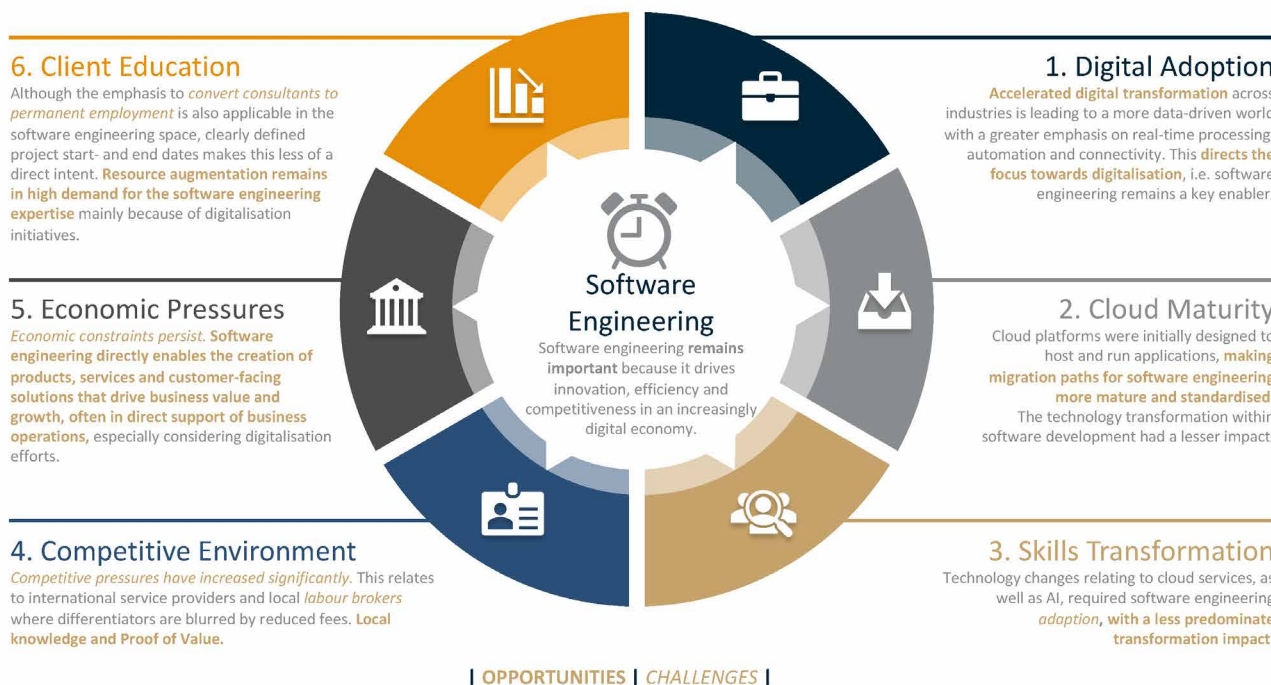 6. Client Education
Although the emphasis to convert consultants to
permanent employment is also applicable in the
software engineering space, clearly defined
project start- and end dates makes this less of a
direct intent. Resource augmentation remains
in high demand for the software engineering
expertise mainly because of digitalisation
initiatives.
5. Economic Pressures
Economic constraints persist. Software
engineering directly enables the creation of
products, services and customer-facing
solutions that drive business value and
growth, often in direct support of business
operations, especially considering digitalisation
efforts.
4. Competitive Environment
Competitive pressures have increased significantly. This relates
to international service providers and local labour brokers
where differentiators are blurred by reduced fees. Local
knowledge and Proof of Value.
Software
Engineering
Software engineering remains
important because it drives
innovation, efficiency and
competitiveness in an increasingly
digital economy.
1. Digital Adoption
Accelerated digital transformation across
industries is leading to a more data-driven world
with a greater emphasis on real-time processing,
automation and connectivity. This directs the
focus towards digitalisation, i.e. software
engineering remains a key enabler.
2. Cloud Maturity
Cloud platforms were initially designed to
host and run applications, making
migration paths for software engineering
more mature and standardised.
The technology transformation within
software development had a lesser impact.
3. Skills Transformation
Technology changes relating to cloud services, as
well as AI, required software engineering
adaption, with a less predominate
transformation impact.
| OPPORTUNITIES | CHALLENGES |